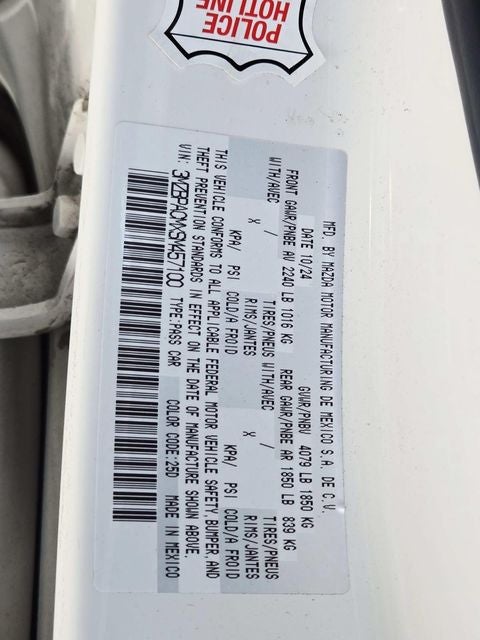 POLICE
HOTLINE
MFD. BY MAZDA MOTOR MANUFACTURING DE MEXICO S.A. DE C.V.
DATE 10/24 GVWR/PNBV 4079 LB 1850 KG
FRONT GAWR/PNBE AV 2240 LB 1016 KG REAR GAWR/PNBE AR 1850 LB 839 KG
WITH/AVEC / TIRES/PNEUS WITH/AVEC / TIRES/PNEUS
X RIMS/JANTES X RIMS/JANTES
KPA/ PSI COLD/A FROID KPA/ PSI COLD/A FROID
THIS VEHICLE CONFORMS TO ALL APPLICABLE FEDERAL MOTOR VEHICLE SAFETY, BUMPER, AND
THEFT PREVENTION STANDARDS IN EFFECT ON THE DATE OF MANUFACTURE SHOWN ABOVE.
VIN: 3MZBPACMXSM457100 TYPE:PASS CAR COLOR CODE:25D MADE IN MEXICO